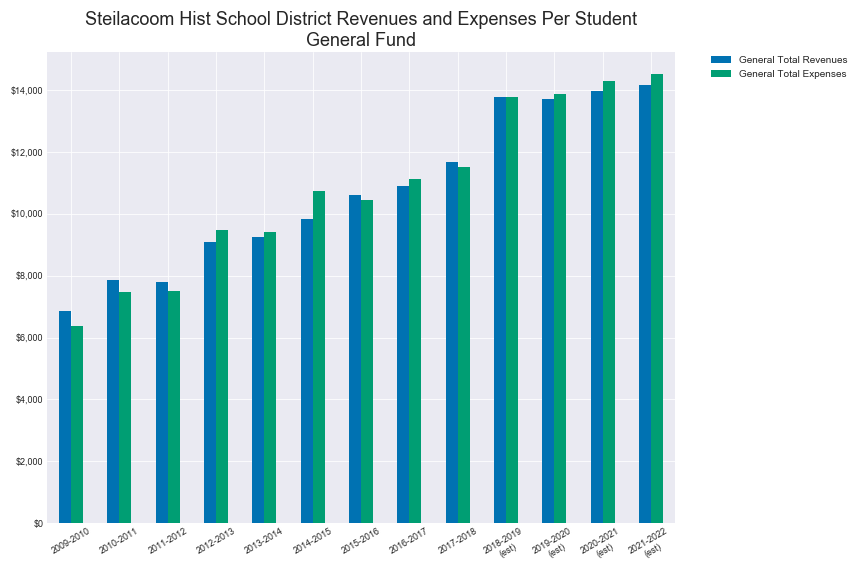 Steilacoom Hist School District Revenues and Expenses Per Student
General Fund
General Total Revenues
General Total Expenses
$14,000
$12,000
$10,000
$8,000
$6,000
$4,000
$2,000
$0
2009-2010
2010-2011
2011-2012
2012-2013
2013-2014
2014-2015
2015-2016
2016-2017
2017-2018
2018-2019
(est)
2019-2020
(est)
2020-2021
(est)
2021-2022
(est)